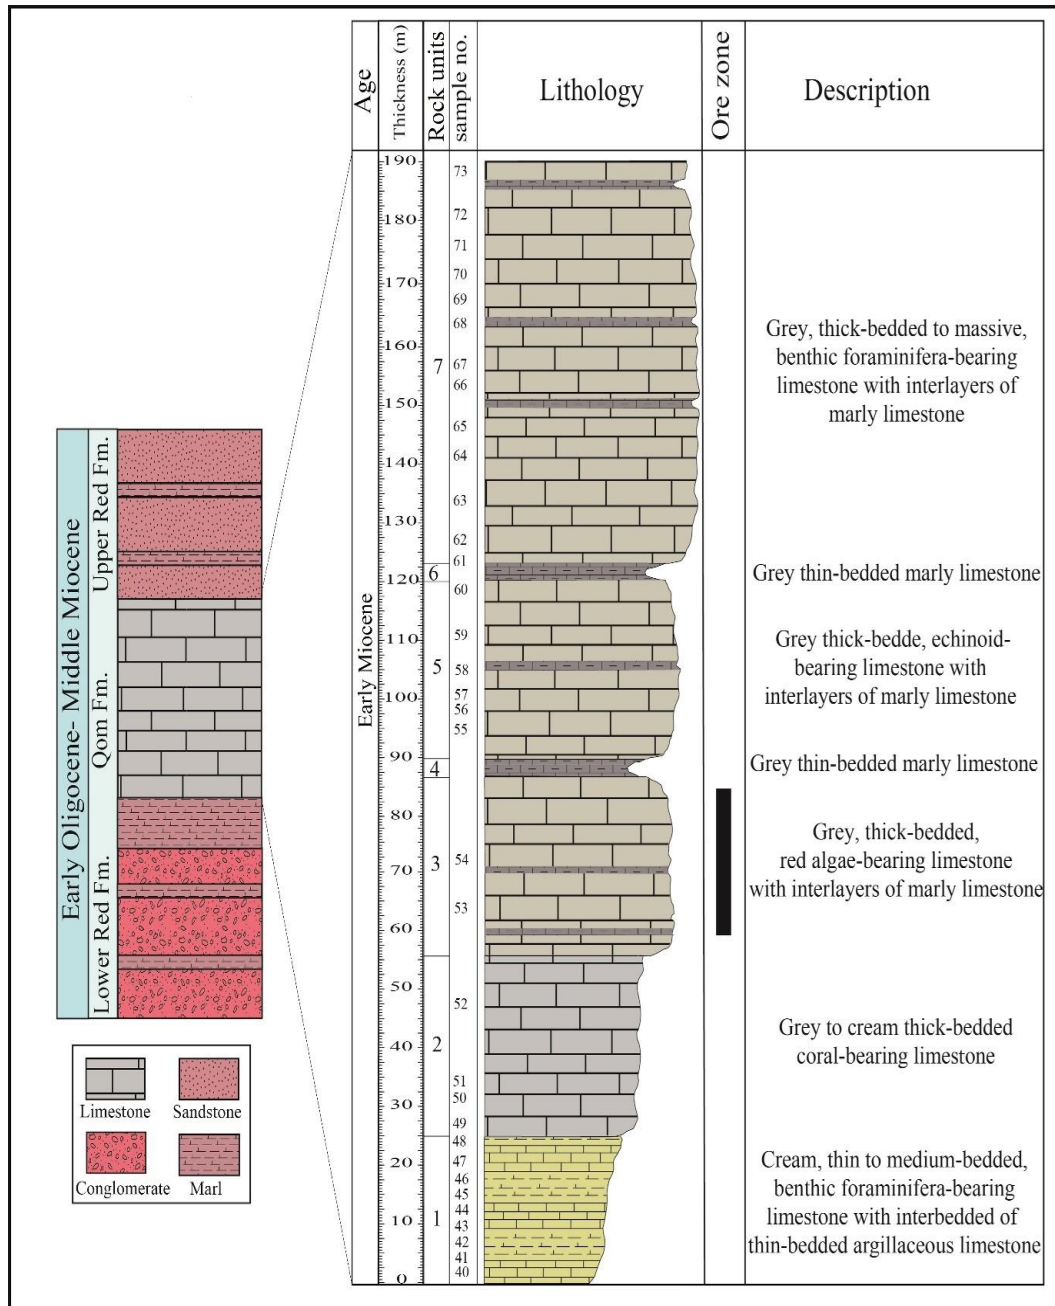 Age
Thickness (m)
Rock units
sample no.
Lithology
Ore zone
Description
Early Oligocene- Middle Miocene
Upper Red Fm.
Qom Fm.
Lower Red Fm.
Limestone
Sandstone
Conglomerate
Marl
Early Miocene
190
180
170
160
150
140
130
120
110
100
90
80
70
60
50
40
30
20
10
0
7
6
5
4
3
2
1
73
72
71
70
69
68
67
66
65
64
63
62
61
60
59
58
57
56
55
54
53
52
51
50
49
48
47
46
45
44
43
42
41
40
Grey, thick-bedded to massive,
benthic foraminifera-bearing
limestone with interlayers of
marly limestone
Grey thin-bedded marly limestone
Grey thick-bedde, echinoid-
bearing limestone with
interlayers of marly limestone
Grey thin-bedded marly limestone
Grey, thick-bedded,
red algae-bearing limestone
with interlayers of marly limestone
Grey to cream thick-bedded
coral-bearing limestone
Cream, thin to medium-bedded,
benthic foraminifera-bearing
limestone with interbedded of
thin-bedded argillaceous limestone